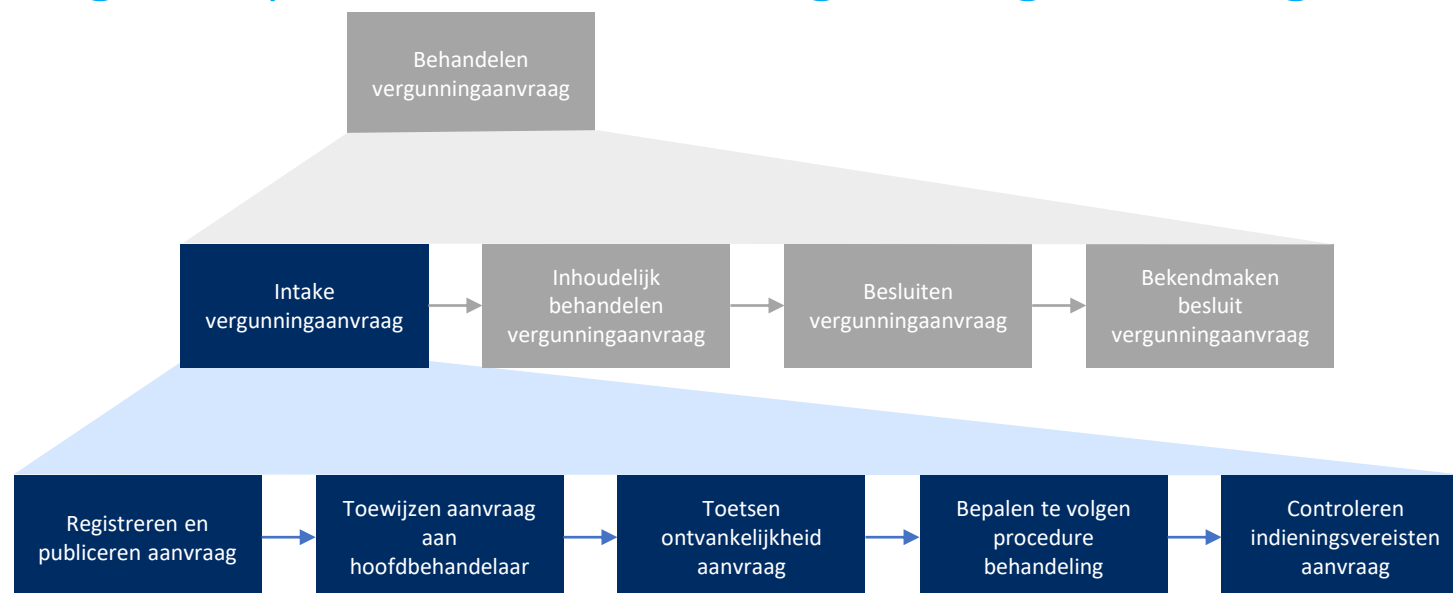 Behandelen
vergunningaanvraag
Intake
vergunningaanvraag
Inhoudelijk
behandelen
vergunningaanvraag
Besluiten
vergunningaanvraag
Bekendmaken
besluit
vergunningaanvraag
Registreren en
publiceren aanvraag
Toewijzen aanvraag
aan
hoofdbehandelaar
Toetsen
ontvankelijkheid
aanvraag
Bepalen te volgen
procedure
behandeling
Controleren
indieningsvereisten
aanvraag